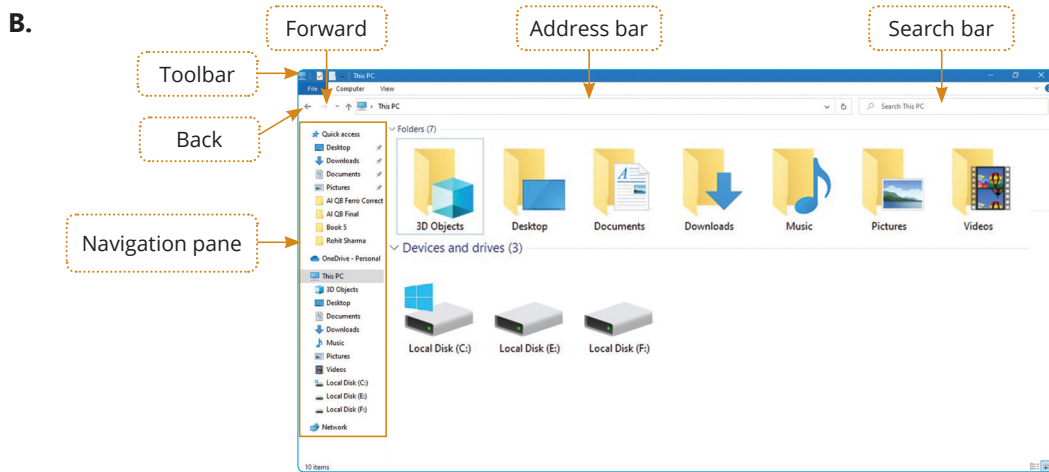 B.
Forward
Address bar
Search bar
Toolbar
Back
Navigation pane
This PC
File
Computer
View
This PC
Search This PC
Quick access
Desktop
Downloads
Documents
Pictures
AI QB Ferro Correct
AI QB Final
Book 5
Rohit Sharma
OneDrive - Personal
This PC
3D Objects
Desktop
Documents
Downloads
Music
Pictures
Videos
Local Disk (C:)
Local Disk (E:)
Local Disk (F:)
Network
Folders (7)
3D Objects
Desktop
Documents
Downloads
Music
Pictures
Videos
Devices and drives (3)
Local Disk (C:)
Local Disk (E:)
Local Disk (F:)
10 items